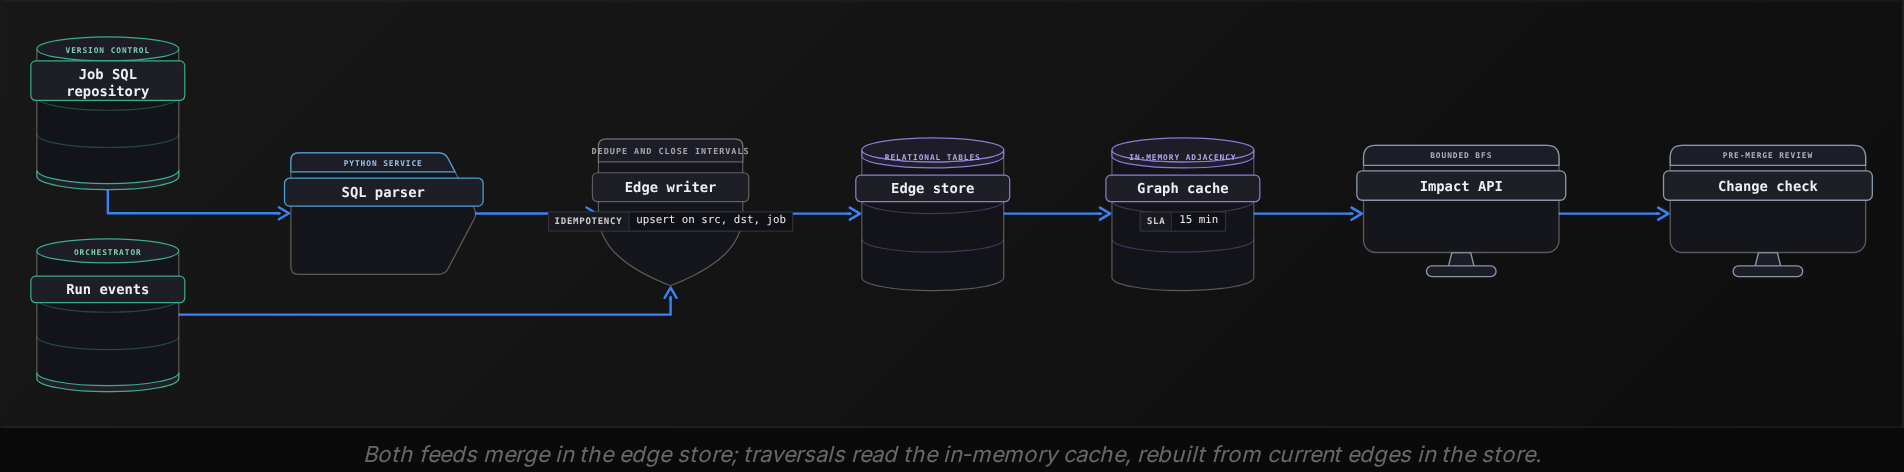 VERSION CONTROL
Job SQL
repository
ORCHESTRATOR
Run events
PYTHON SERVICE
SQL parser
DEDUPE AND CLOSE INTERVALS
Edge writer
IDEMPOTENCY upsert on src, dst, job
RELATIONAL TABLES
Edge store
IN-MEMORY ADJACENCY
Graph cache
SLA 15 min
BOUNDED BFS
Impact API
PRE-MERGE REVIEW
Change check
Both feeds merge in the edge store; traversals read the in-memory cache, rebuilt from current edges in the store.